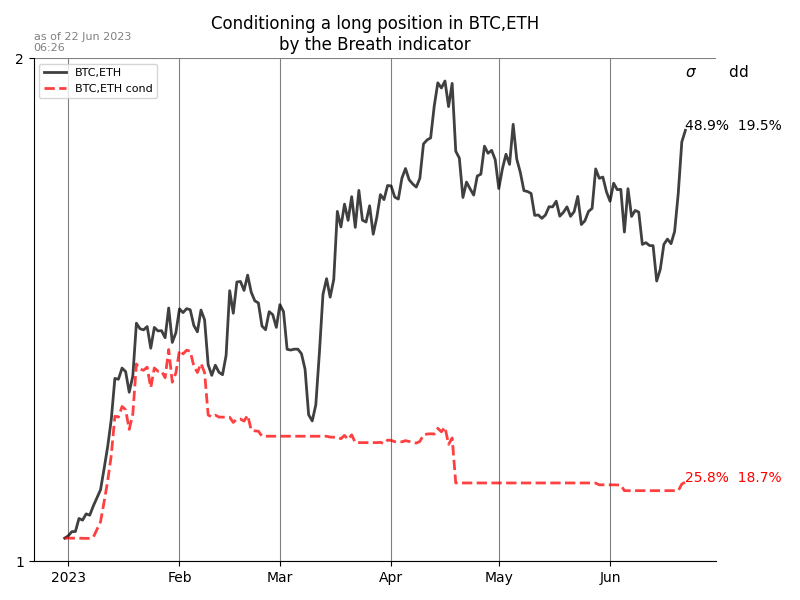 Conditioning a long position in BTC,ETH
by the Breath indicator
as of 22 Jun 2023
06:26
2
σ dd
BTC,ETH
BTC,ETH cond
48.9% 19.5%
25.8% 18.7%
1
2023 Feb Mar Apr May Jun